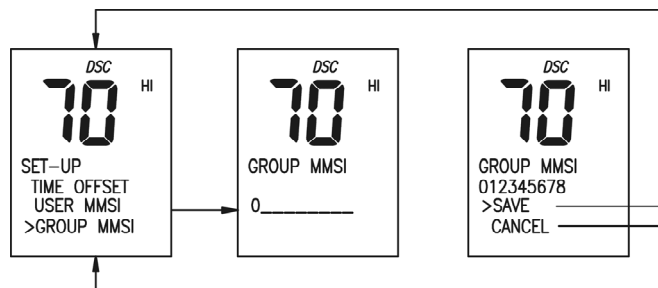 DSC
70 HI
SET-UP
TIME OFFSET
USER MMSI
>GROUP MMSI
DSC
70 HI
GROUP MMSI
0________
DSC
70 HI
GROUP MMSI
012345678
>SAVE
CANCEL